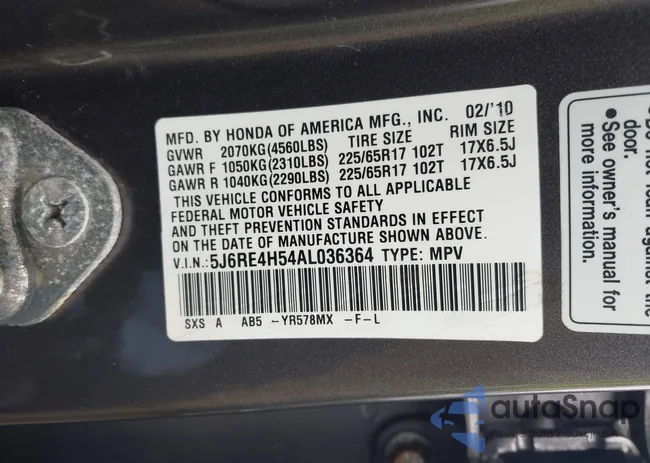 MFD. BY HONDA OF AMERICA MFG., INC. 02/'10
GVWR 2070KG(4560LBS) TIRE SIZE RIM SIZE
GAWR F 1050KG(2310LBS) 225/65R17 102T 17X6.5J
GAWR R 1040KG(2290LBS) 225/65R17 102T 17X6.5J
THIS VEHICLE CONFORMS TO ALL APPLICABLE
FEDERAL MOTOR VEHICLE SAFETY
AND THEFT PREVENTION STANDARDS IN EFFECT
ON THE DATE OF MANUFACTURE SHOWN ABOVE.
V.I.N.: 5J6RE4H54AL036364 TYPE: MPV
SXS A AB5 -YR578MX -F-L
door.
•See owner's
manual for
more information.
autoSnap